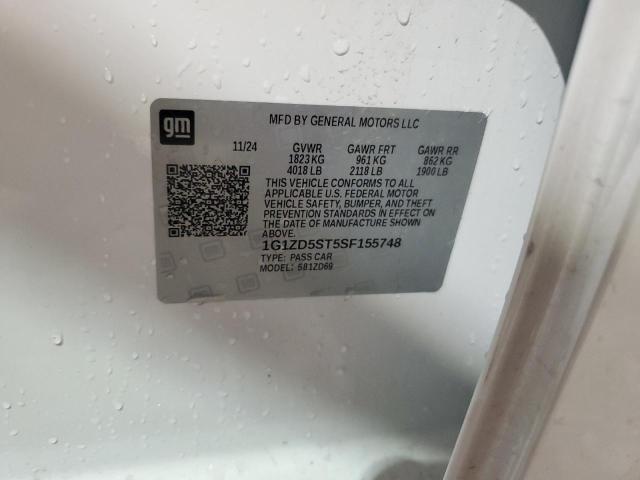 gm
MFD BY GENERAL MOTORS LLC
11/24 GVWR GAWR FRT GAWR RR
1823 KG 961 KG 862 KG
4018 LB 2118 LB 1900 LB
THIS VEHICLE CONFORMS TO ALL
APPLICABLE U.S. FEDERAL MOTOR
VEHICLE SAFETY, BUMPER, AND THEFT
PREVENTION STANDARDS IN EFFECT ON
THE DATE OF MANUFACTURE SHOWN
ABOVE.
1G1ZD5ST5SF155748
TYPE: PASS CAR
MODEL: 5B1ZD69